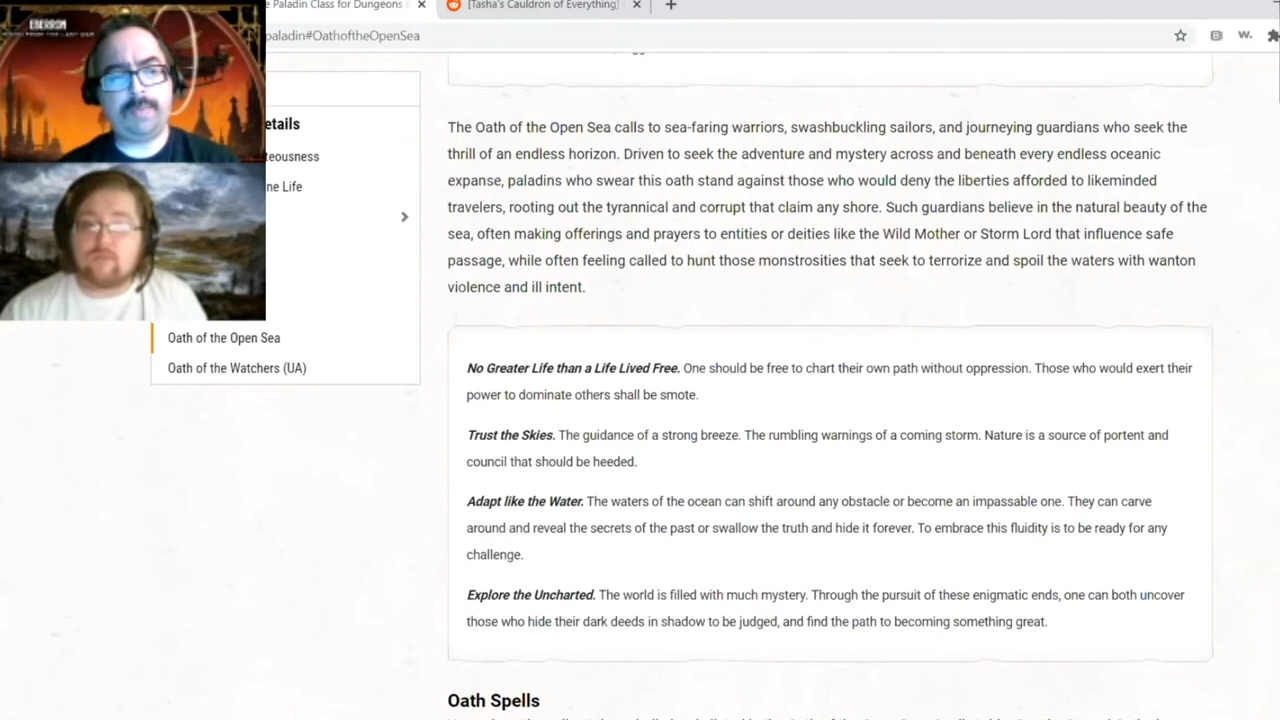 e Paladin Class for Dungeons
[Tasha's Cauldron of Everything]
paladin#OathoftheOpenSea
W.
EBERRON
etails
teousness
ne Life
Oath of the Open Sea
Oath of the Watchers (UA)
The Oath of the Open Sea calls to sea-faring warriors, swashbuckling sailors, and journeying guardians who seek the
thrill of an endless horizon. Driven to seek the adventure and mystery across and beneath every endless oceanic
expanse, paladins who swear this oath stand against those who would deny the liberties afforded to likeminded
travelers, rooting out the tyrannical and corrupt that claim any shore. Such guardians believe in the natural beauty of the
sea, often making offerings and prayers to entities or deities like the Wild Mother or Storm Lord that influence safe
passage, while often feeling called to hunt those monstrosities that seek to terrorize and spoil the waters with wanton
violence and ill intent.
No Greater Life than a Life Lived Free. One should be free to chart their own path without oppression. Those who would exert their
power to dominate others shall be smote.
Trust the Skies. The guidance of a strong breeze. The rumbling warnings of a coming storm. Nature is a source of portent and
council that should be heeded.
Adapt like the Water. The waters of the ocean can shift around any obstacle or become an impassable one. They can carve
around and reveal the secrets of the past or swallow the truth and hide it forever. To embrace this fluidity is to be ready for any
challenge.
Explore the Uncharted. The world is filled with much mystery. Through the pursuit of these enigmatic ends, one can both uncover
those who hide their dark deeds in shadow to be judged, and find the path to becoming something great.
Oath Spells